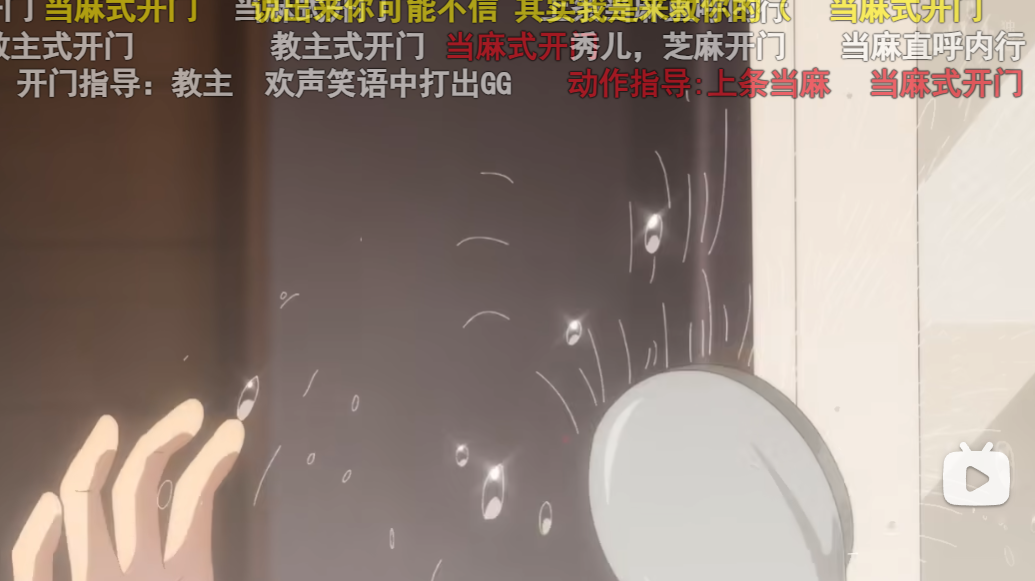 当麻式开门 说出来你可能不信 其实我是来救你的（ 当麻式开门
教主式开门 教主式开门 当麻式开 秀儿，芝麻开门 当麻直呼内行
开门指导：教主 欢声笑语中打出GG 动作指导:上条当麻 当麻式开门